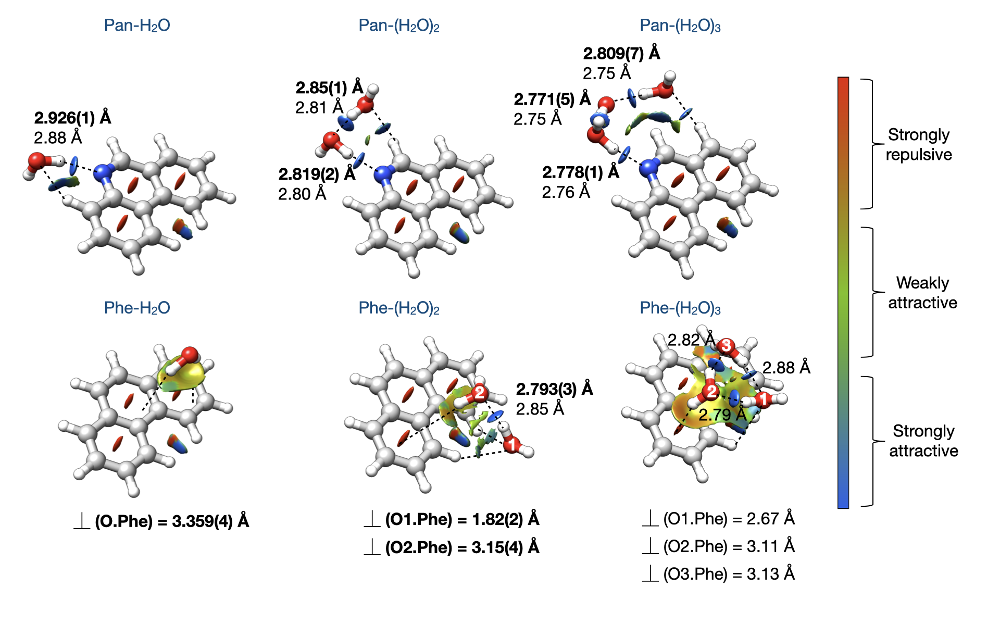 Pan-H₂O
Pan-(H₂O)₂
Pan-(H₂O)₃
2.926(1) Å
2.88 Å
2.85(1) Å
2.81 Å
2.819(2) Å
2.80 Å
2.809(7) Å
2.75 Å
2.771(5) Å
2.75 Å
2.778(1) Å
2.76 Å
Strongly
repulsive
Weakly
attractive
Strongly
attractive
Phe-H₂O
Phe-(H₂O)₂
Phe-(H₂O)₃
2
1
2.793(3) Å
2.85 Å
2.82 Å
3
2.88 Å
2
1
2.79 Å
⊥ (O.Phe) = 3.359(4) Å
⊥ (O1.Phe) = 1.82(2) Å
⊥ (O2.Phe) = 3.15(4) Å
⊥ (O1.Phe) = 2.67 Å
⊥ (O2.Phe) = 3.11 Å
⊥ (O3.Phe) = 3.13 Å